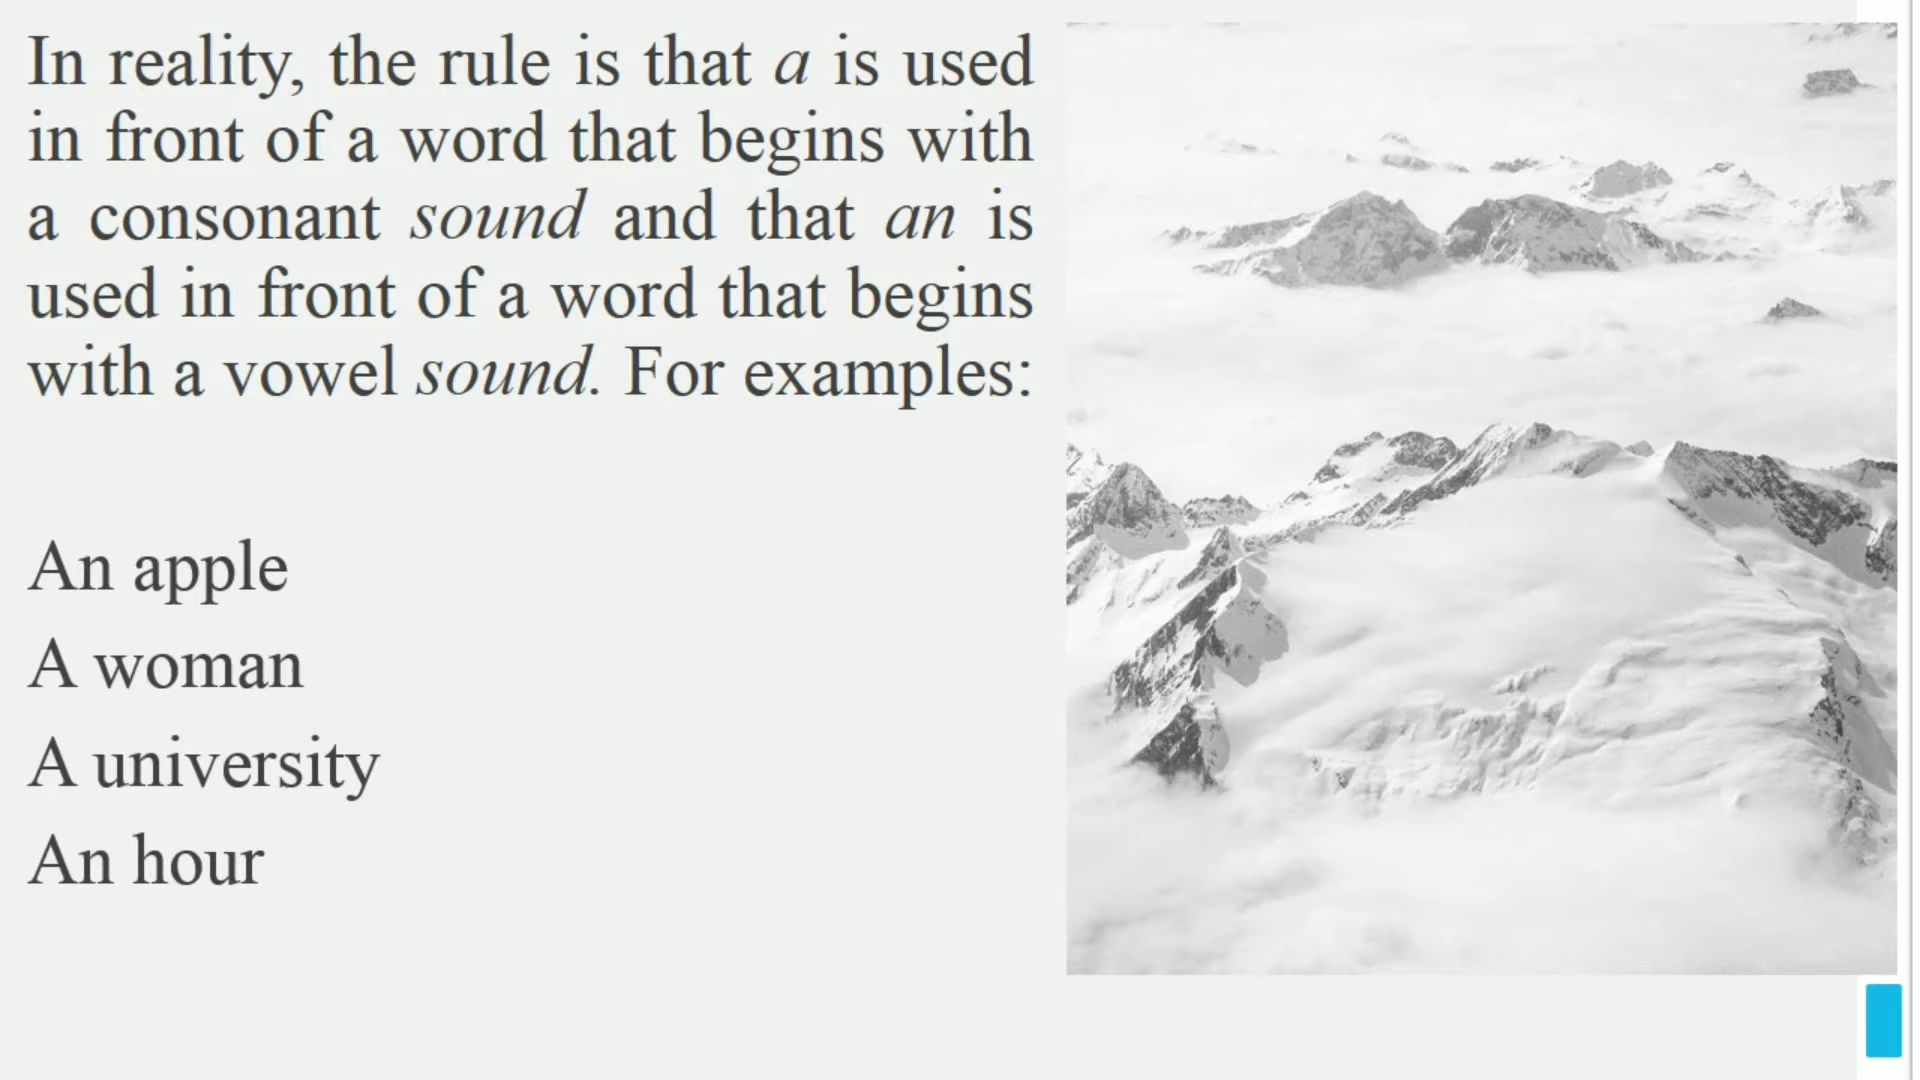 In reality, the rule is that a is used
in front of a word that begins with
a consonant sound and that an is
used in front of a word that begins
with a vowel sound. For examples:
An apple
A woman
A university
An hour